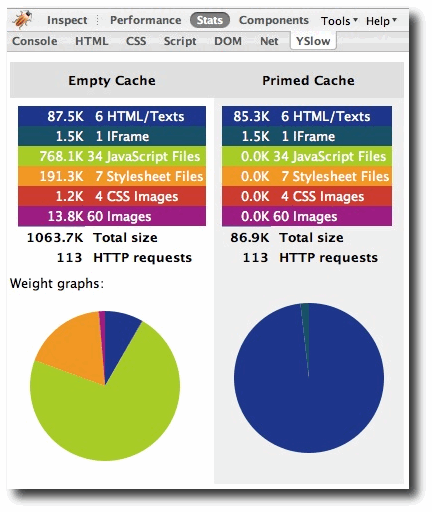 Inspect Performance Stats Components Tools Help
Console HTML CSS Script DOM Net YSlow
Empty Cache Primed Cache
87.5K 6 HTML/Texts 85.3K 6 HTML/Texts
1.5K 1 IFrame 1.5K 1 IFrame
768.1K 34 JavaScript Files 0.0K 34 JavaScript Files
191.3K 7 Stylesheet Files 0.0K 7 Stylesheet Files
1.2K 4 CSS Images 0.0K 4 CSS Images
13.8K 60 Images 0.0K 60 Images
1063.7K Total size 86.9K Total size
113 HTTP requests 113 HTTP requests
Weight graphs: